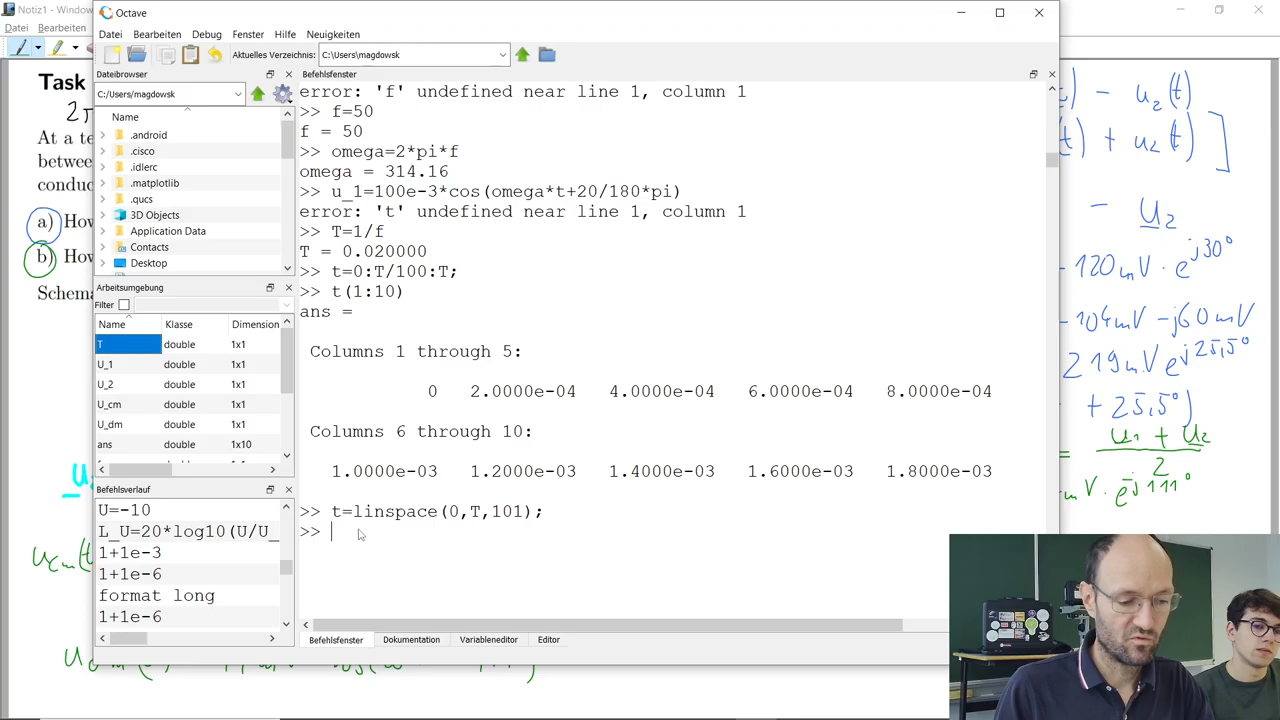 Notiz1 - Window
Datei Bearbeiten
Octave
Datei Bearbeiten Debug Fenster Hilfe Neuigkeiten
Aktuelles Verzeichnis: C:\Users\magdowsk
Dateibrowser
C:/Users/magdowsk
Name
.android
.cisco
.idlerc
.matplotlib
.qucs
3D Objects
Application Data
Contacts
Desktop
Arbeitsumgebung
Filter
Name Klasse Dimension
T double 1x1
U_1 double 1x1
U_2 double 1x1
U_cm double 1x1
U_dm double 1x1
ans double 1x10
Befehlsverlauf
U=-10
L_U=20*log10(U/U_
1+1e-3
1+1e-6
format long
1+1e-6
Befehlsfenster
error: 'f' undefined near line 1, column 1
>> f=50
f = 50
>> omega=2*pi*f
omega = 314.16
>> u_1=100e-3*cos(omega*t+20/180*pi)
error: 't' undefined near line 1, column 1
>> T=1/f
T = 0.020000
>> t=0:T/100:T;
>> t(1:10)
ans =
Columns 1 through 5:
0 2.0000e-04 4.0000e-04 6.0000e-04 8.0000e-04
Columns 6 through 10:
1.0000e-03 1.2000e-03 1.4000e-03 1.6000e-03 1.8000e-03
>> t=linspace(0,T,101);
>>
Befehlsfenster Dokumentation Variableneditor Editor
Task
2π
At a te
betwee
conduc
a) How
b) How
Schema
) - u₂(t)
t) + u₂(t)]
- u₂
- 120mV · e^j30°
- 104mV - j60mV
219mV e^j25,5°
+ 25,5°)
= u₁ + u₂
2
mV · e^-j111°